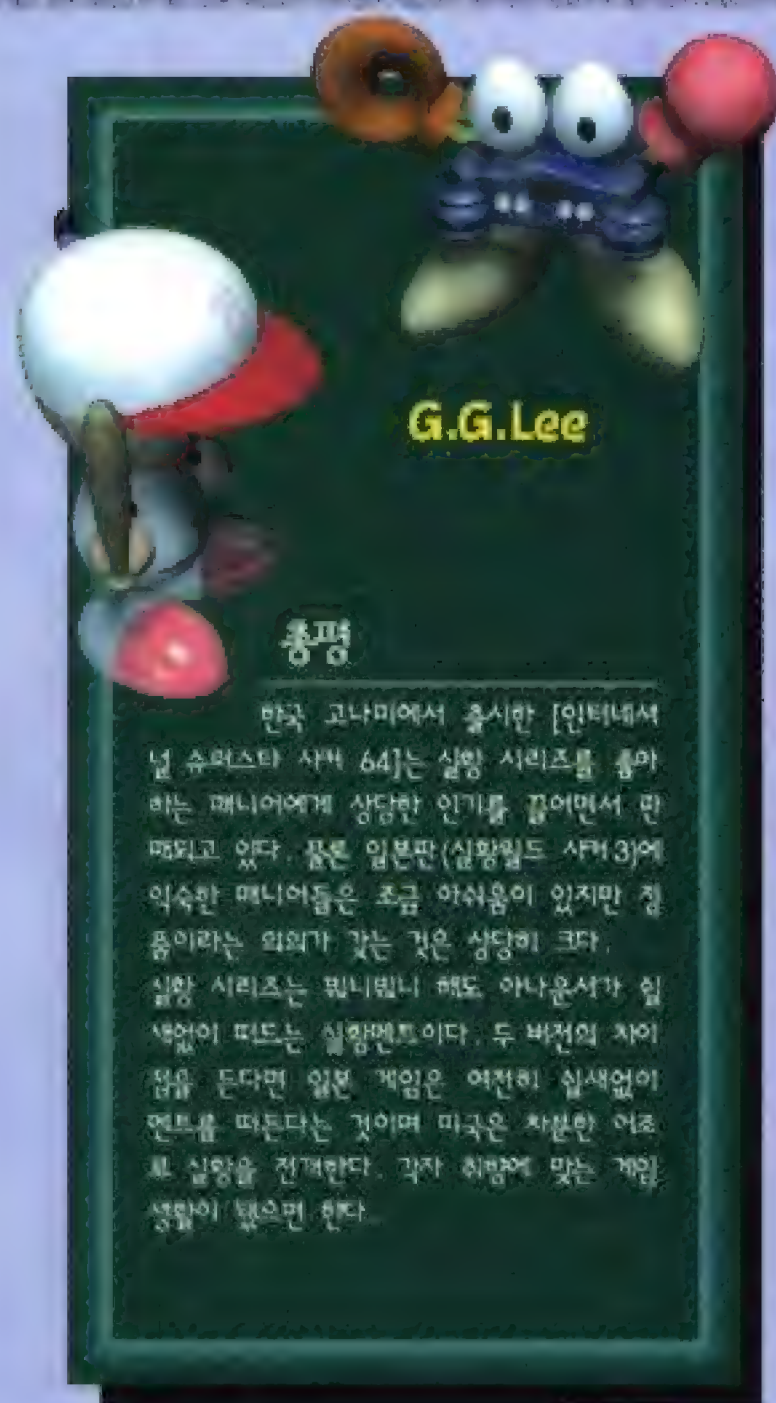 G.G.Lee
총평
한국 코나미에서 출시한 [인터네셔
널 슈퍼스타 사커 64]는 실황 시리즈를 좋아
하는 매니어에게 상당한 인기를 끌어면서 판
매되고 있다. 물론 일본판(실황월드 사커3)에
익숙한 매니어들은 조금 아쉬움이 있지만 정
품이라는 의의가 갖는 것은 상당히 크다.
실황 시리즈는 뭐니뭐니 해도 아나운서가 쉴
새없이 떠드는 실황멘트이다. 두 버전의 차이
점을 든다면 일본 게임은 여전히 쉴새없이
멘트를 떠든다는 것이며 미국은 차분한 어조
로 실황을 전개한다. 각자 취향에 맞는 게임
생활이 됐으면 한다.